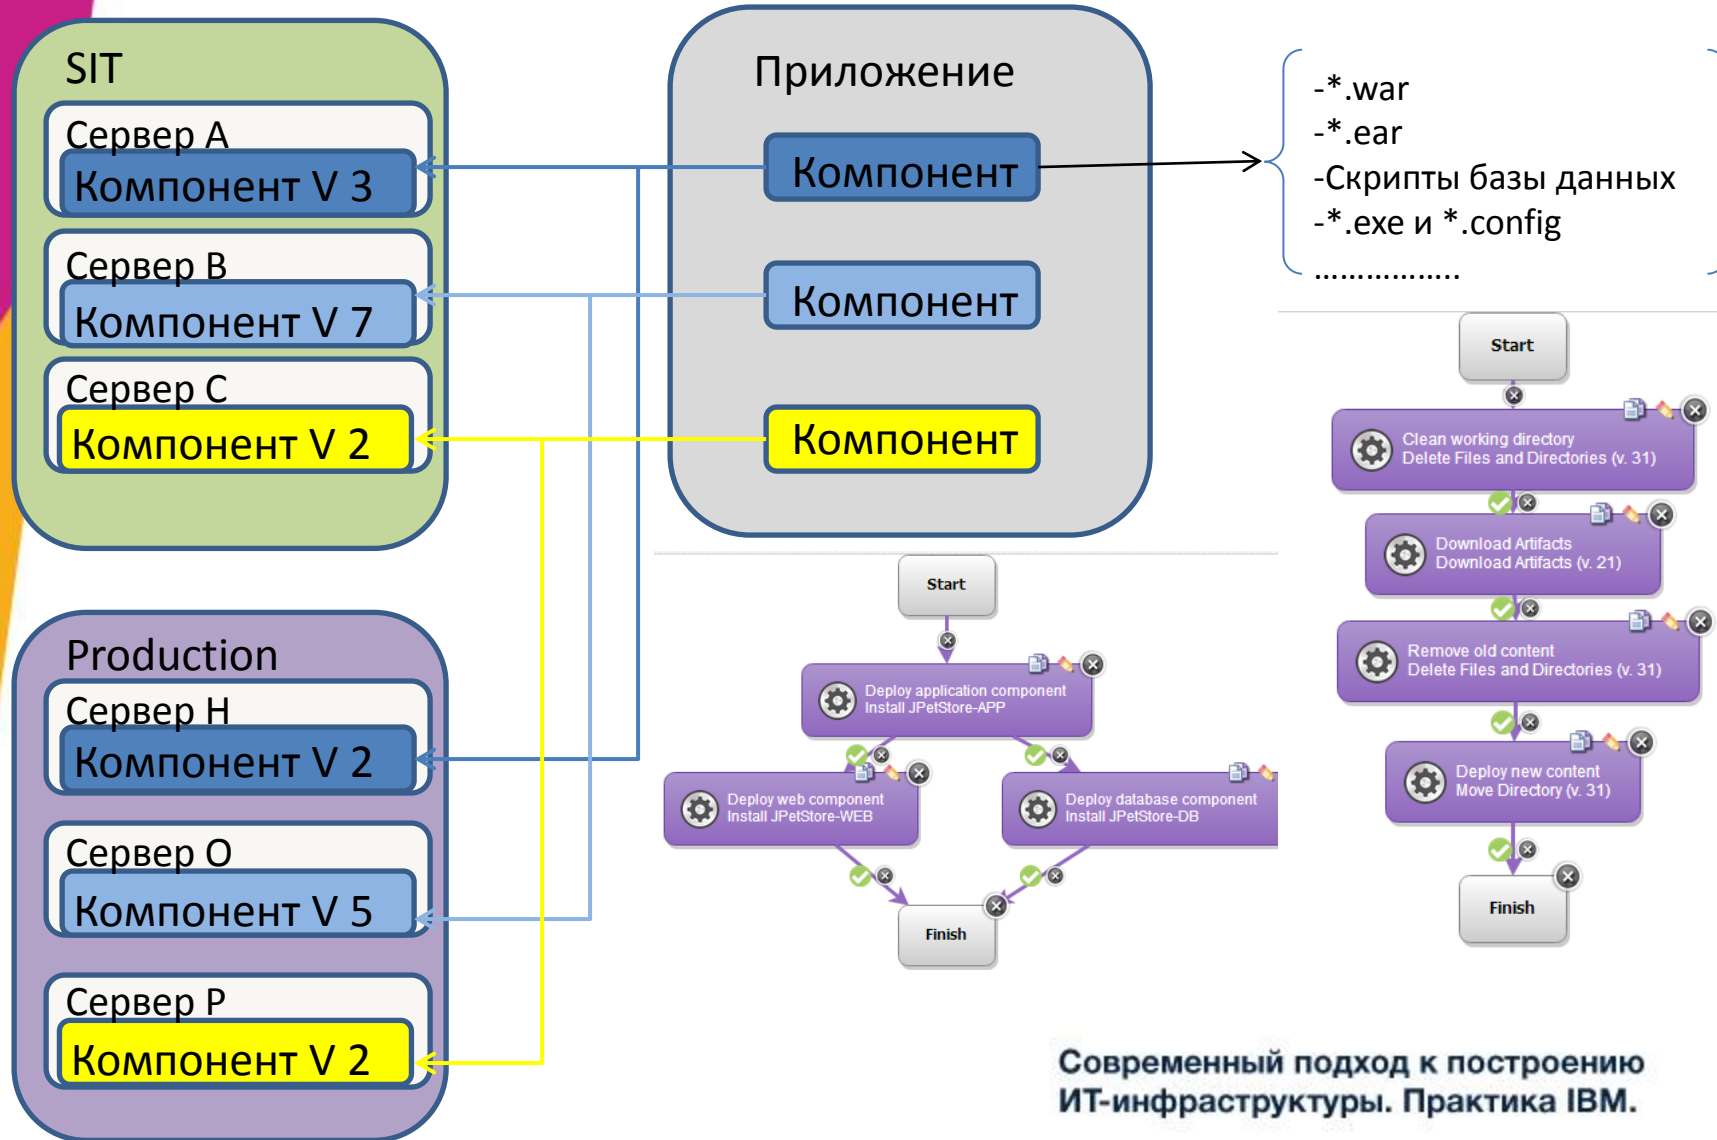 SIT
Сервер A
Компонент V 3
Сервер B
Компонент V 7
Сервер C
Компонент V 2
Production
Сервер H
Компонент V 2
Сервер O
Компонент V 5
Сервер P
Компонент V 2
Приложение
Компонент
Компонент
Компонент
-*.war
-*.ear
-Скрипты базы данных
-*.exe и *.config
……………..
Start
Deploy application component
Install JPetStore-APP
Deploy web component
Install JPetStore-WEB
Deploy database component
Install JPetStore-DB
Finish
Start
Clean working directory
Delete Files and Directories (v. 31)
Download Artifacts
Download Artifacts (v. 21)
Remove old content
Delete Files and Directories (v. 31)
Deploy new content
Move Directory (v. 31)
Finish
Современный подход к построению
ИТ-инфраструктуры. Практика IBM.